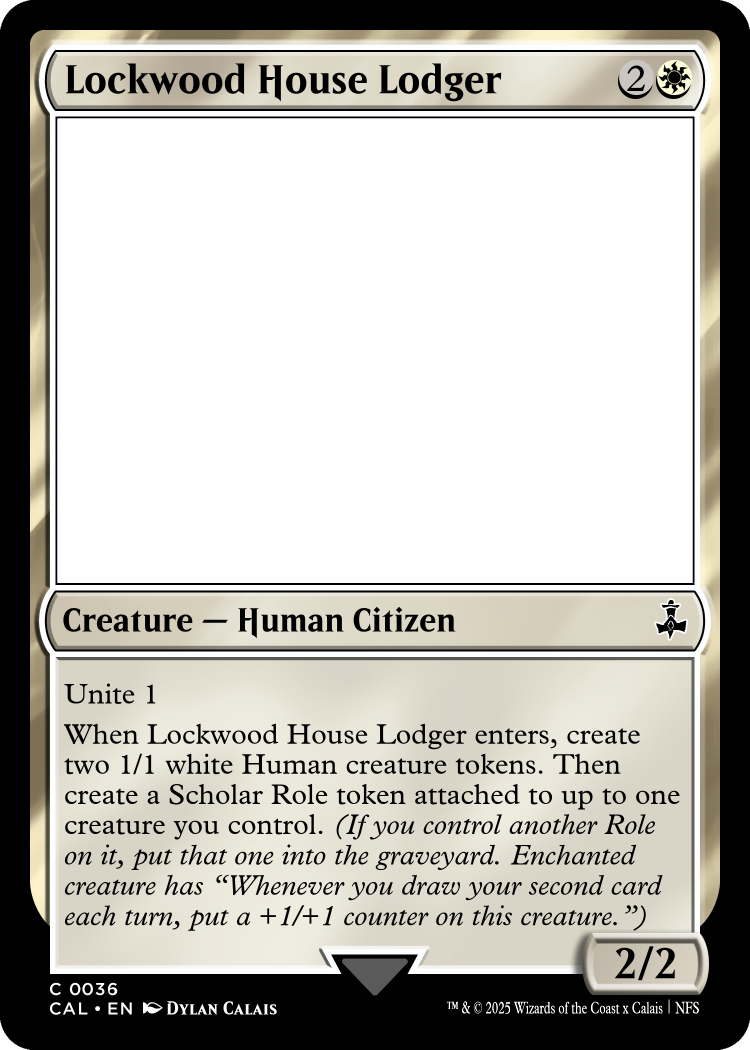 Lockwood House Lodger 2
Creature — Human Citizen
Unite 1
When Lockwood House Lodger enters, create
two 1/1 white Human creature tokens. Then
create a Scholar Role token attached to up to one
creature you control. (If you control another Role
on it, put that one into the graveyard. Enchanted
creature has “Whenever you draw your second card
each turn, put a +1/+1 counter on this creature.”)
2/2
C 0036
CAL • EN DYLAN CALAIS
™ & © 2025 Wizards of the Coast x Calais | NFS